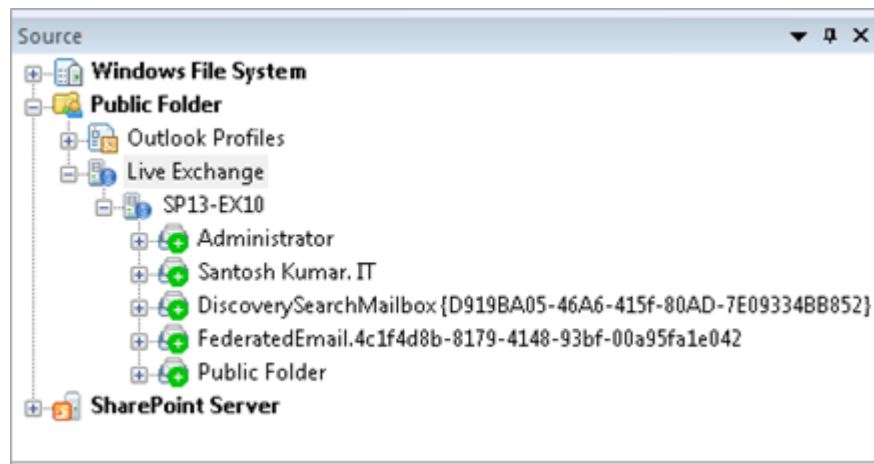 Source
Windows File System
Public Folder
Outlook Profiles
Live Exchange
SP13-EX10
Administrator
Santosh Kumar. IT
DiscoverySearchMailbox{D919BA05-46A6-415f-80AD-7E09334BB852}
FederatedEmail.4c1f4d8b-8179-4148-93bf-00a95fa1e042
Public Folder
SharePoint Server